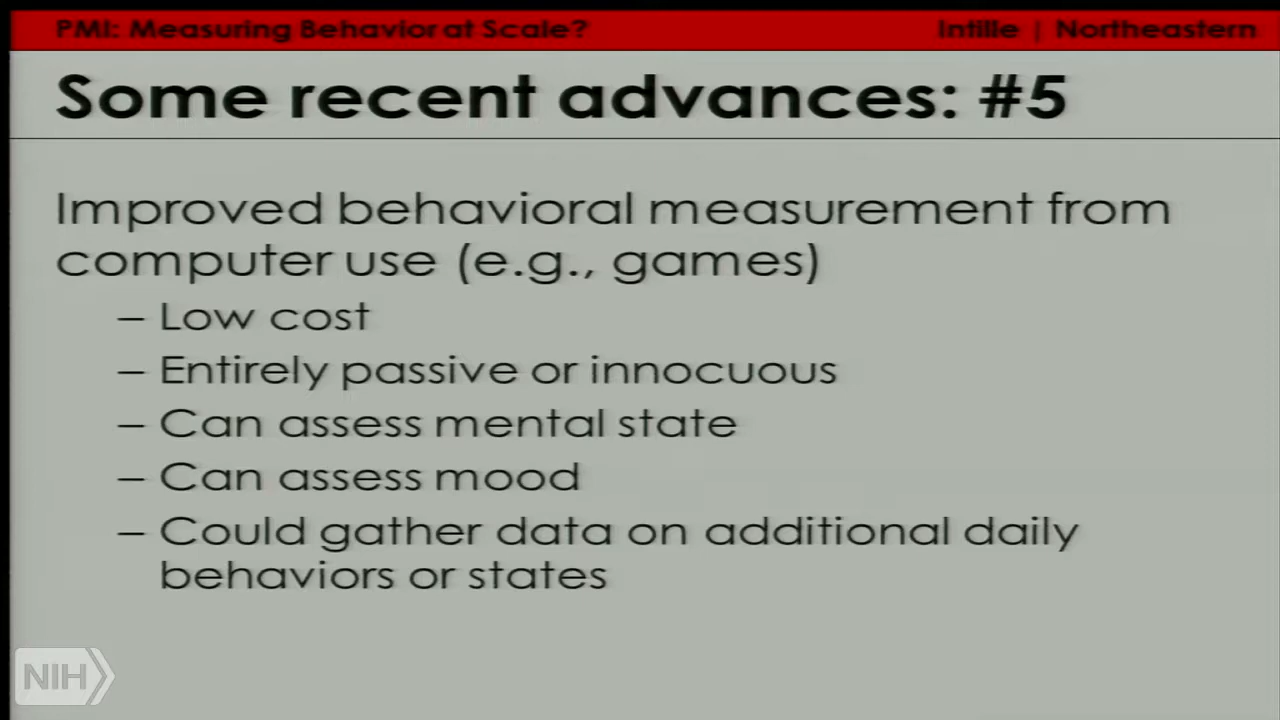 PMI: Measuring Behavior at Scale?
Intille | Northeastern
Some recent advances: #5
Improved behavioral measurement from
computer use (e.g., games)
– Low cost
– Entirely passive or innocuous
– Can assess mental state
– Can assess mood
– Could gather data on additional daily
behaviors or states
NIH